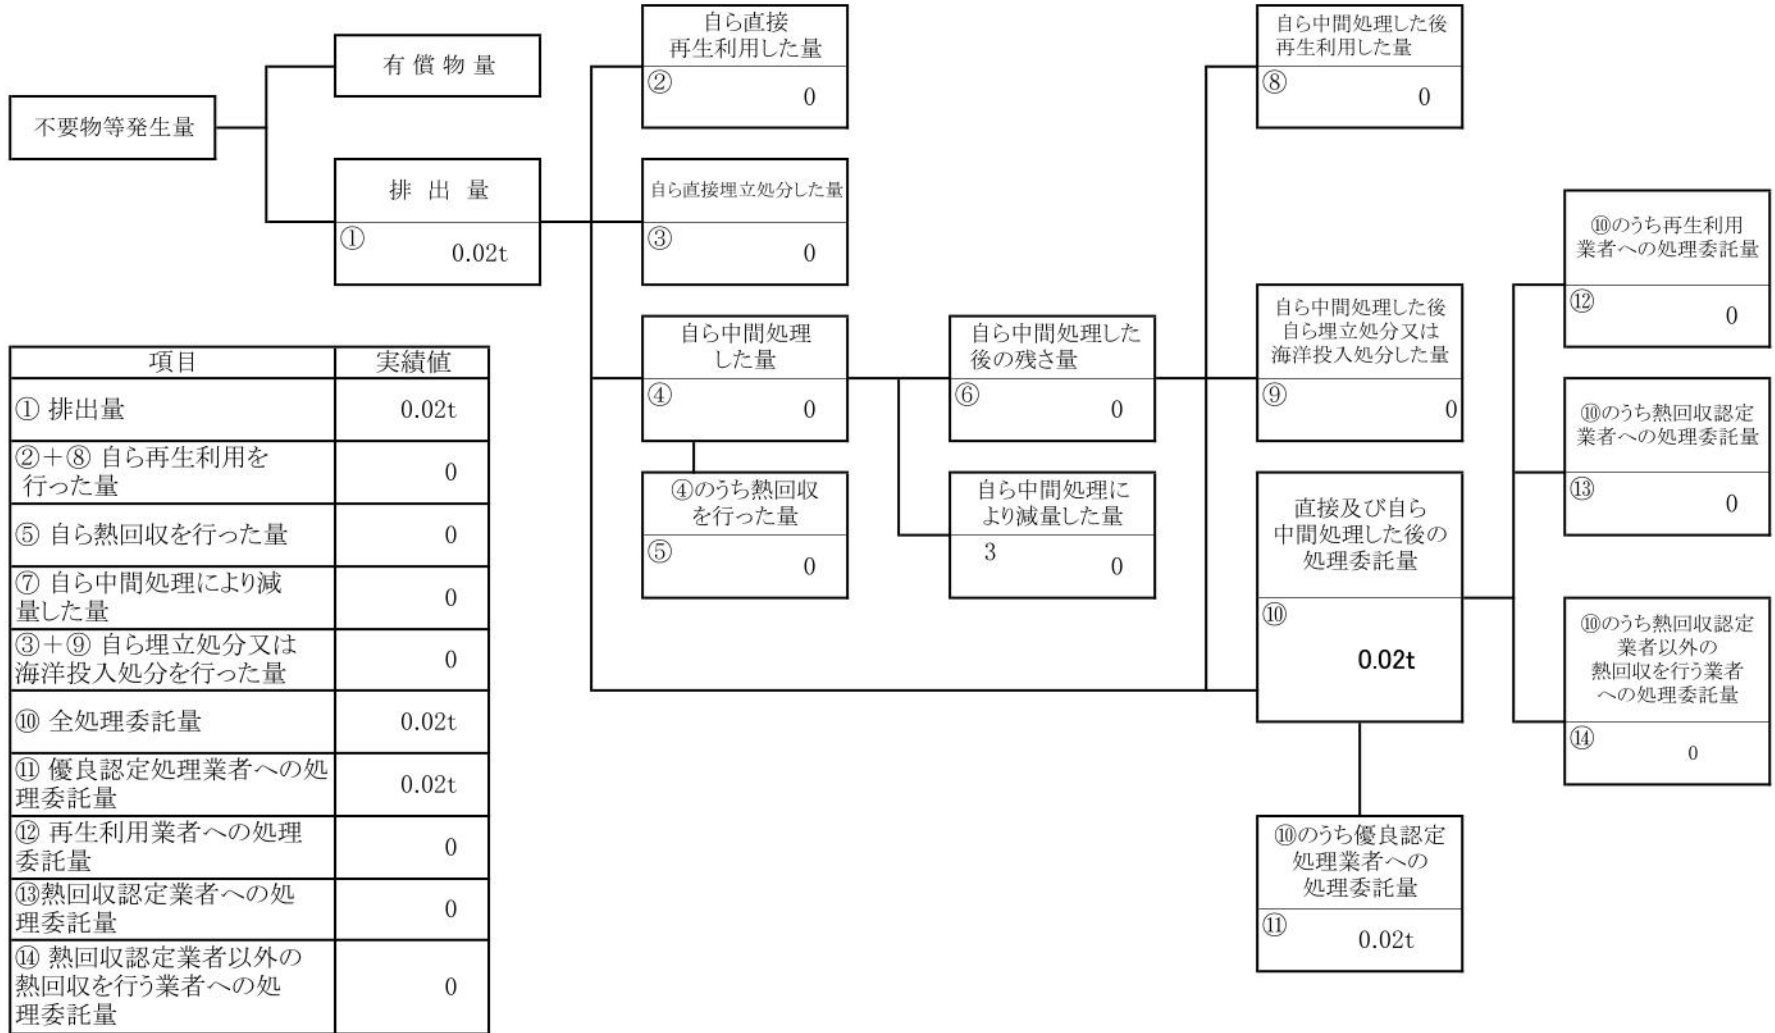 不要物等発生量
有償物量
排出量
①
0.02t
自ら直接
再生利用した量
②
0
自ら直接埋立処分した量
③
0
自ら中間処理
した量
④
0
④のうち熱回収
を行った量
⑤
0
自ら中間処理した
後の残さ量
⑥
0
自ら中間処理に
より減量した量
3
0
自ら中間処理した後
再生利用した量
⑧
0
自ら中間処理した後
自ら埋立処分又は
海洋投入処分した量
⑨
0
直接及び自ら
中間処理した後の
処理委託量
⑩
0.02t
⑩のうち優良認定
処理業者への
処理委託量
⑪
0.02t
⑩のうち再生利用
業者への処理委託量
⑫
0
⑩のうち熱回収認定
業者への処理委託量
⑬
0
⑩のうち熱回収認定
業者以外の
熱回収を行う業者
への処理委託量
⑭
0
項目 実績値
① 排出量 0.02t
②+⑧ 自ら再生利用を
行った量 0
⑤ 自ら熱回収を行った量 0
⑦ 自ら中間処理により減
量した量 0
③+⑨ 自ら埋立処分又は
海洋投入処分を行った量 0
⑩ 全処理委託量 0.02t
⑪ 優良認定処理業者への処
理委託量 0.02t
⑫ 再生利用業者への処理
委託量 0
⑬熱回収認定業者への処
理委託量 0
⑭ 熱回収認定業者以外の
熱回収を行う業者への処
理委託量 0